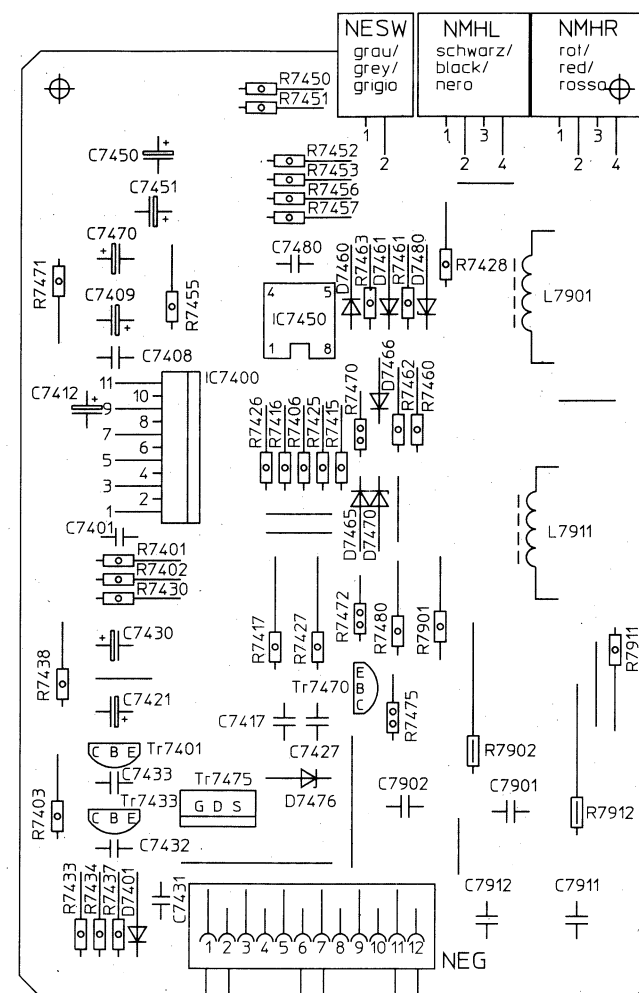 NESW
grau/
grey/
grigio
NMHL
schwarz/
black/
nero
NMHR
rot/
red/
rossa
1
2
1
3
2
4
1
3
2
4
R7450
R7451
C7450
R7452
R7453
R7456
R7457
C7451
C7470
C7480
D7460
R7463
D7461
R7461
D7480
R7428
R7471
C7409
R7455
4
5
IC7450
1
8
L7901
C7408
D7466
IC7400
C7412
11
10
9
8
7
6
5
4
3
2
1
R7426
R7416
R7406
R7425
R7415
R7470
R7462
R7460
C7401
D7465
D7470
L7911
R7401
R7402
R7430
C7430
R7417
R7427
R7472
R7480
R7901
R7911
R7438
C7421
Tr7470
E
B
C
R7475
C7417
C7427
Tr7401
C B E
R7902
C7433
Tr7475
G D S
D7476
C7902
C7901
R7403
Tr7433
C B E
R7912
C7432
R7433
R7434
R7437
D7401
C7431
C7912
C7911
1 2 3 4 5 6 7 8 9 10 11 12
NEG